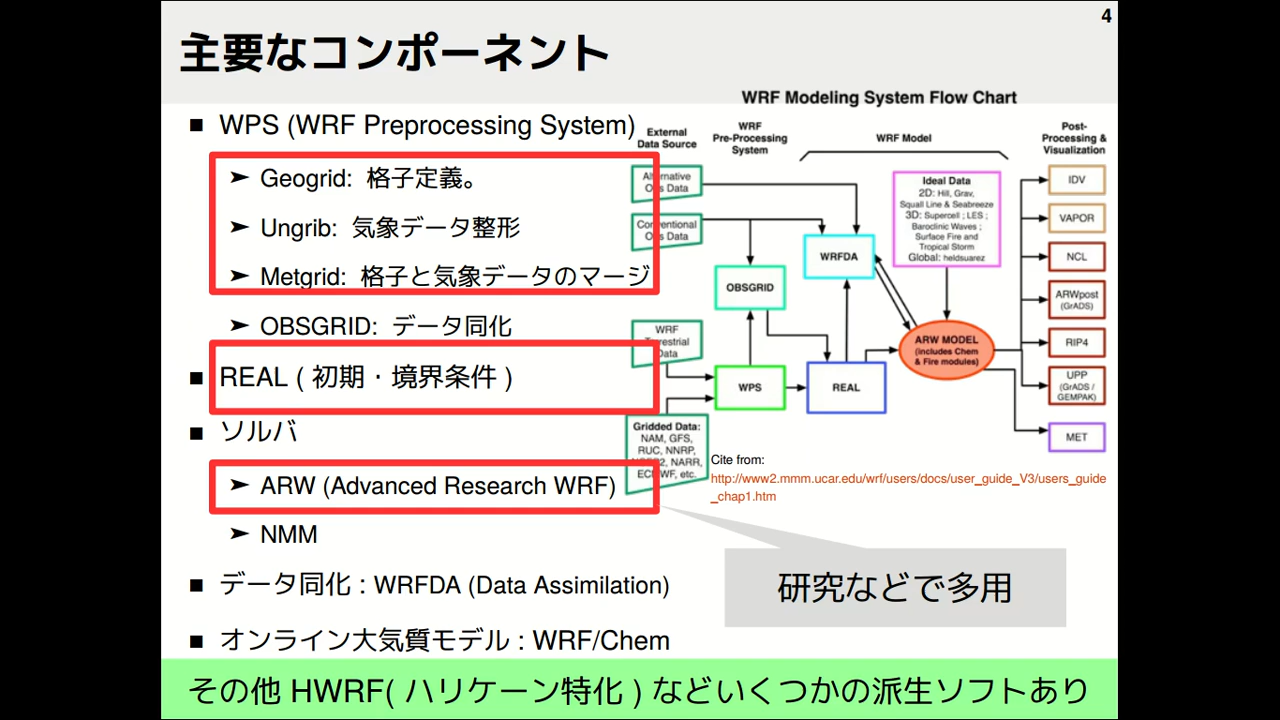 4
主要なコンポーネント
■ WPS (WRF Preprocessing System)
➤ Geogrid: 格子定義。
➤ Ungrib: 気象データ整形
➤ Metgrid: 格子と気象データのマージ
➤ OBSGRID: データ同化
■ REAL ( 初期・境界条件 )
■ ソルバ
➤ ARW (Advanced Research WRF)
➤ NMM
■ データ同化 : WRFDA (Data Assimilation)
■ オンライン大気質モデル : WRF/Chem
WRF Modeling System Flow Chart
External
Data Source
WRF
Pre-Processing
System
WRF Model
Post-
Processing &
Visualization
Alternative
Obs Data
Conventional
Obs Data
WRF
Terrestrial
Data
Gridded Data:
NAM, GFS,
RUC, NNRP,
NARR,
etc.
OBSGRID
WPS
WRFDA
REAL
Ideal Data
2D: Hill, Grav,
Squall Line & Seabreeze
3D: Supercell ; LES ;
Baroclinic Waves ;
Surface Fire and
Tropical Storm
Global: heldsuarez
ARW MODEL
(includes Chem
& Fire modules)
IDV
VAPOR
NCL
ARWpost
(GrADS)
RIP4
UPP
(GrADS /
GEMPAK)
MET
Cite from:
http://www2.mmm.ucar.edu/wrf/users/docs/user_guide_V3/users_guide
_chap1.htm
研究などで多用
その他 HWRF( ハリケーン特化 ) などいくつかの派生ソフトあり